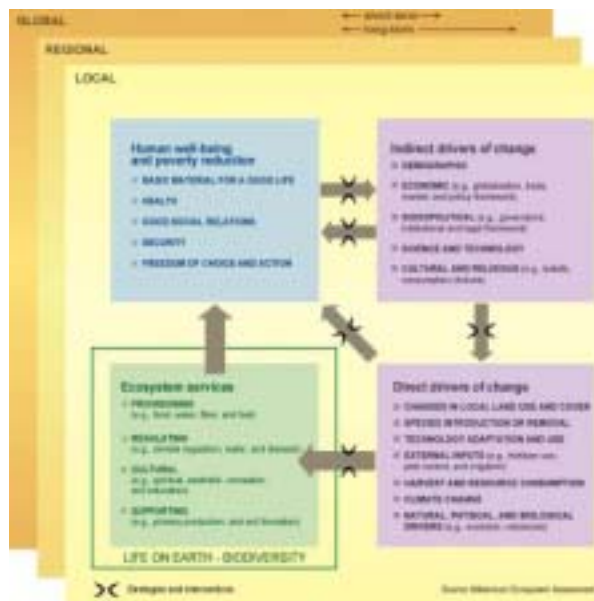 GLOBAL
short-term
long-term
REGIONAL
LOCAL
Human well-being
and poverty reduction
BASIC MATERIAL FOR A GOOD LIFE
HEALTH
GOOD SOCIAL RELATIONS
SECURITY
FREEDOM OF CHOICE AND ACTION
Indirect drivers of change
DEMOGRAPHIC
ECONOMIC (e.g., globalization, trade,
market, and policy framework)
SOCIOPOLITICAL (e.g., governance,
institutional and legal framework)
SCIENCE AND TECHNOLOGY
CULTURAL AND RELIGIOUS (e.g., beliefs,
consumption choices)
Ecosystem services
PROVISIONING
(e.g., food, water, fiber, and fuel)
REGULATING
(e.g., climate regulation, water, and disease)
CULTURAL
(e.g., spiritual, aesthetic, recreation,
and education)
SUPPORTING
(e.g., primary production, and soil formation)
LIFE ON EARTH - BIODIVERSITY
Direct drivers of change
CHANGES IN LOCAL LAND USE AND COVER
SPECIES INTRODUCTION OR REMOVAL
TECHNOLOGY ADAPTATION AND USE
EXTERNAL INPUTS (e.g., fertilizer use,
pest control, and irrigation)
HARVEST AND RESOURCE CONSUMPTION
CLIMATE CHANGE
NATURAL, PHYSICAL, AND BIOLOGICAL
DRIVERS (e.g., evolution, volcanoes)
Strategies and interventions
Source: Millennium Ecosystem Assessment